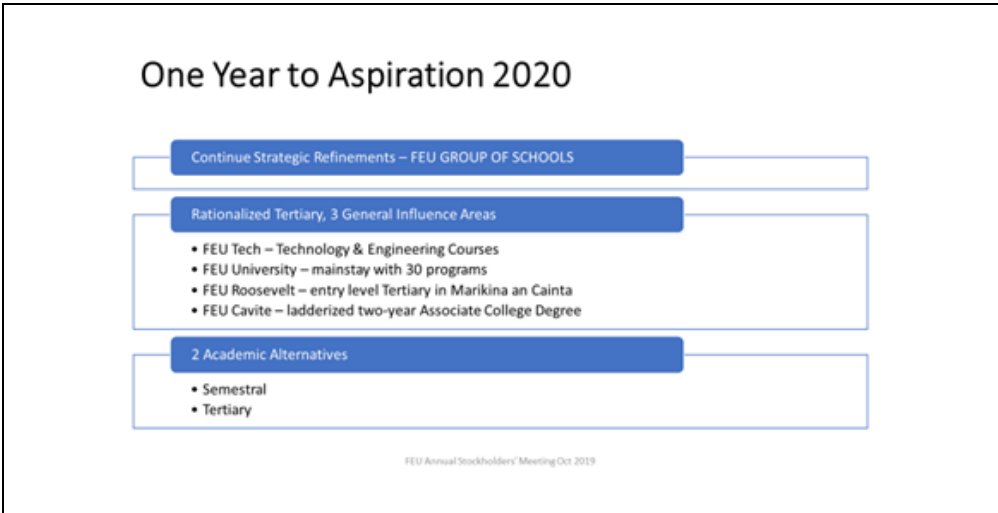 One Year to Aspiration 2020
Continue Strategic Refinements – FEU GROUP OF SCHOOLS
Rationalized Tertiary, 3 General Influence Areas
• FEU Tech – Technology & Engineering Courses
• FEU University – mainstay with 30 programs
• FEU Roosevelt – entry level Tertiary in Marikina an Cainta
• FEU Cavite – ladderized two-year Associate College Degree
2 Academic Alternatives
• Semestral
• Tertiary
FEU Annual Stockholders' Meeting Oct 2019